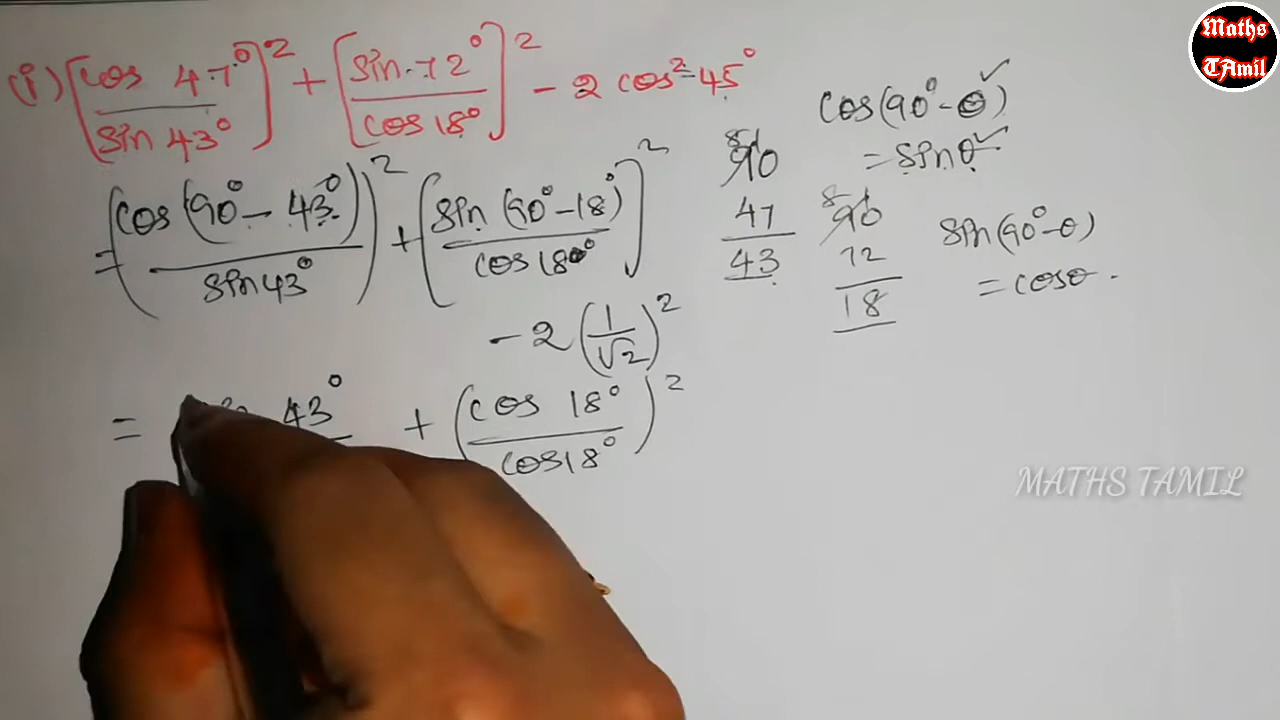 Maths
TAmil
(i) [cos 47° / sin 43°]² + [sin 72° / cos 18°]² - 2 cos² 45°
cos(90° - θ) ✓
= sin θ ✓
= (cos (90° - 43°) / sin 43°)² + [sin (90° - 18°) / cos 18°]²
90
47
43
90
72
18
sin(90° - θ)
= cos θ.
- 2 (1/√2)²
= 43° + (cos 18° / cos 18°)²
MATHS TAMIL